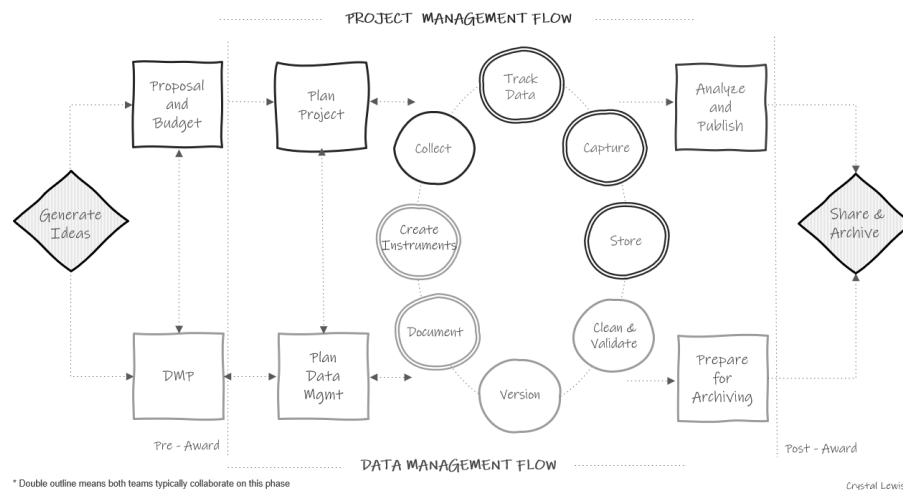 PROJECT MANAGEMENT FLOW
Proposal
and
Budget
Plan
Project
Track
Data
Analyze
and
Publish
Collect
Capture
Generate
Ideas
Create
Instruments
Store
Share &
Archive
Document
Clean &
Validate
DMP
Plan
Data
Mgmt
Version
Prepare
for
Archiving
Pre - Award
Post - Award
DATA MANAGEMENT FLOW
* Double outline means both teams typically collaborate on this phase
Crystal Lewis